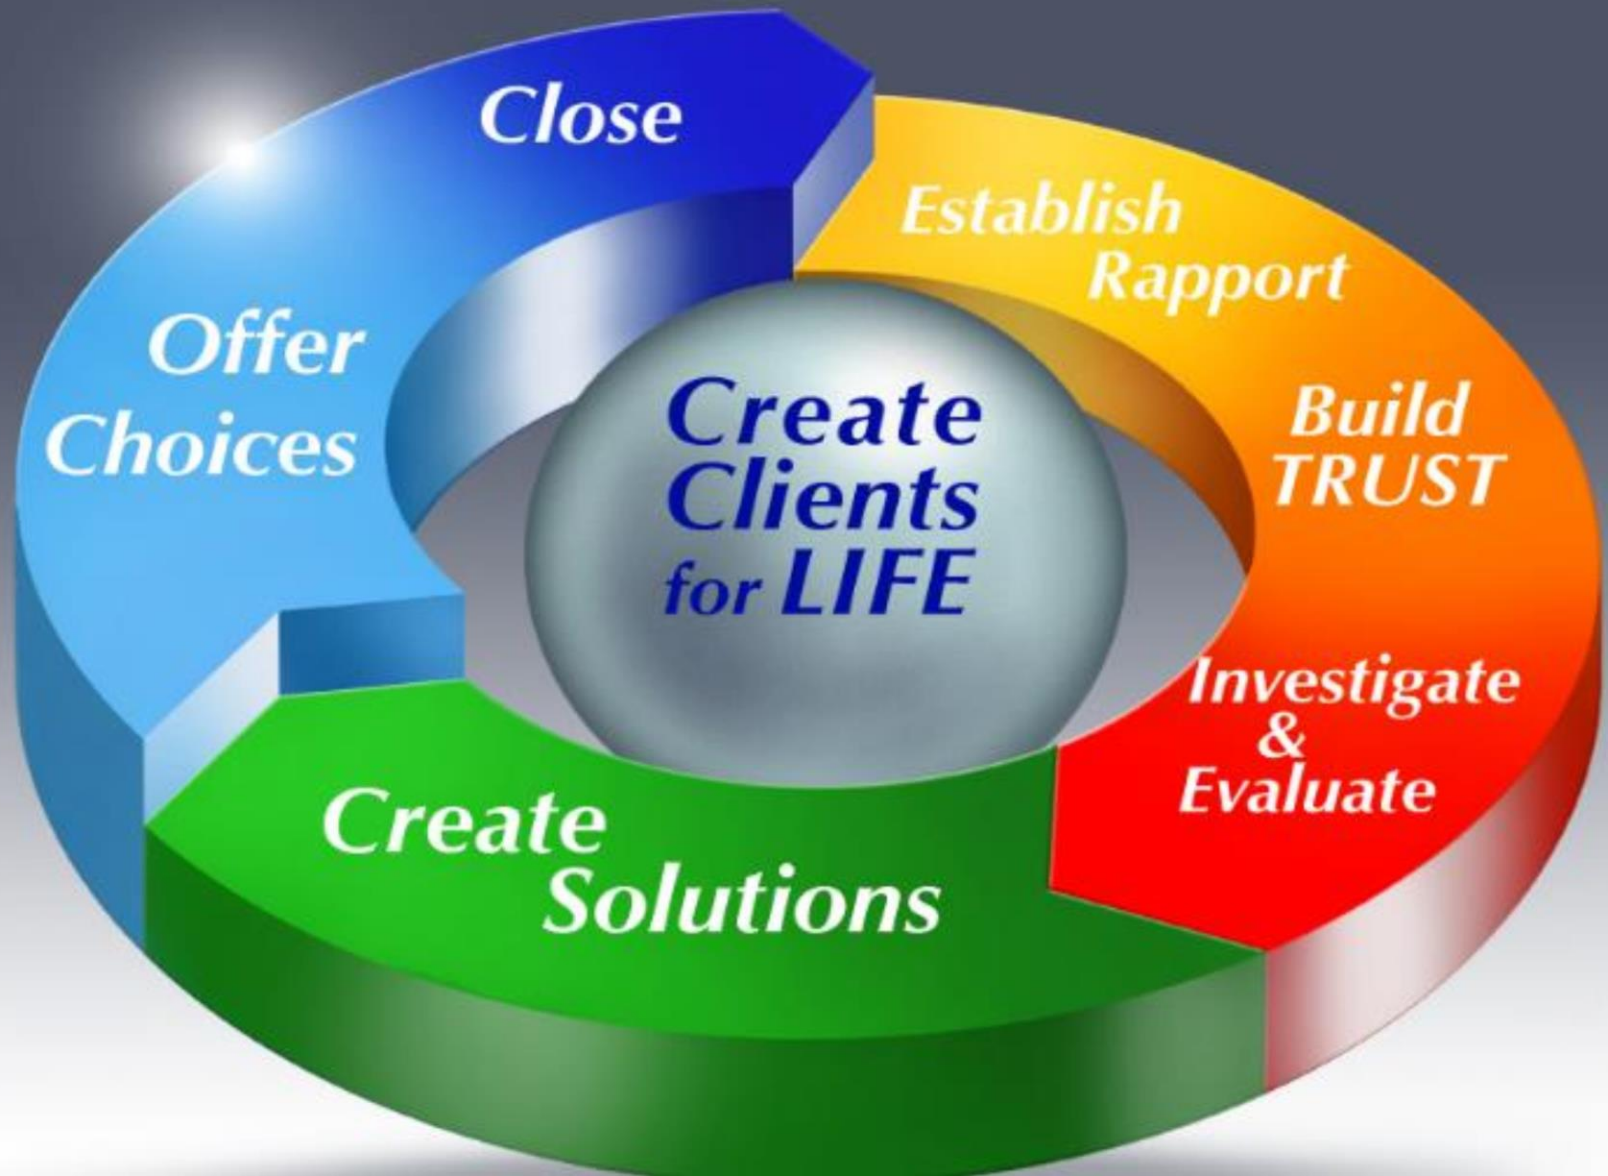 Close
Establish
Rapport
Build
TRUST
Investigate
&
Evaluate
Create
Solutions
Offer
Choices
Create
Clients
for LIFE